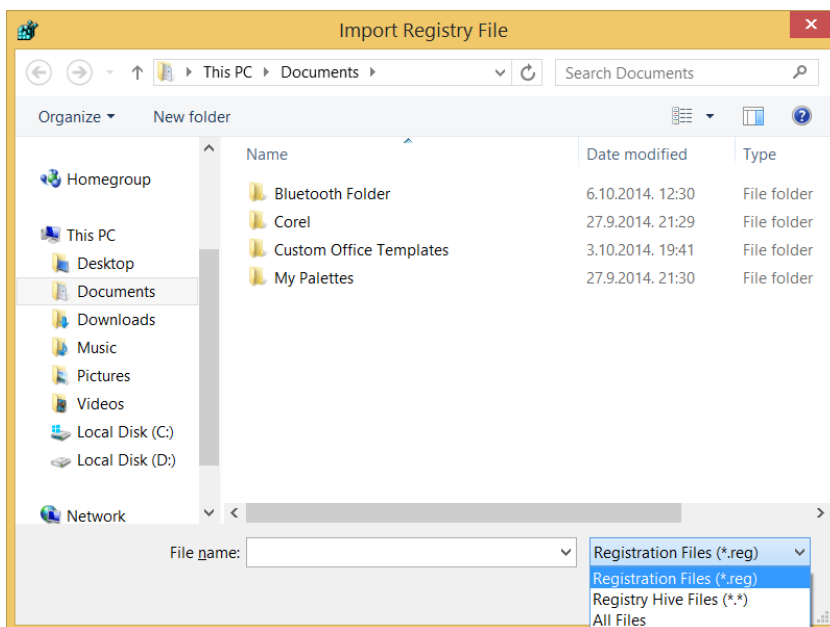 Import Registry File
This PC Documents Search Documents
Organize New folder
Name Date modified Type
Homegroup
This PC
Desktop
Documents
Downloads
Music
Pictures
Videos
Local Disk (C:)
Local Disk (D:)
Network
Bluetooth Folder 6.10.2014. 12:30 File folder
Corel 27.9.2014. 21:29 File folder
Custom Office Templates 3.10.2014. 19:41 File folder
My Palettes 27.9.2014. 21:30 File folder
File name: Registration Files (*.reg)
Registration Files (*.reg)
Registry Hive Files (*.*)
All Files